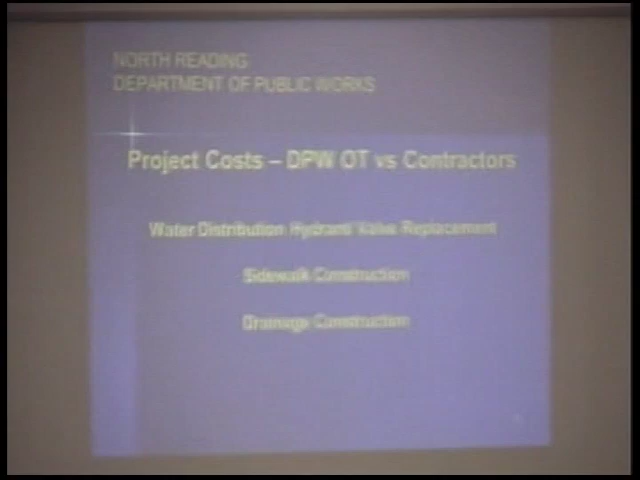 NORTH READING
DEPARTMENT OF PUBLIC WORKS
Project Costs – DPW OT vs Contractors
Water Distribution Hydrant Valve Replacement
Sidewalk Construction
Drainage Construction